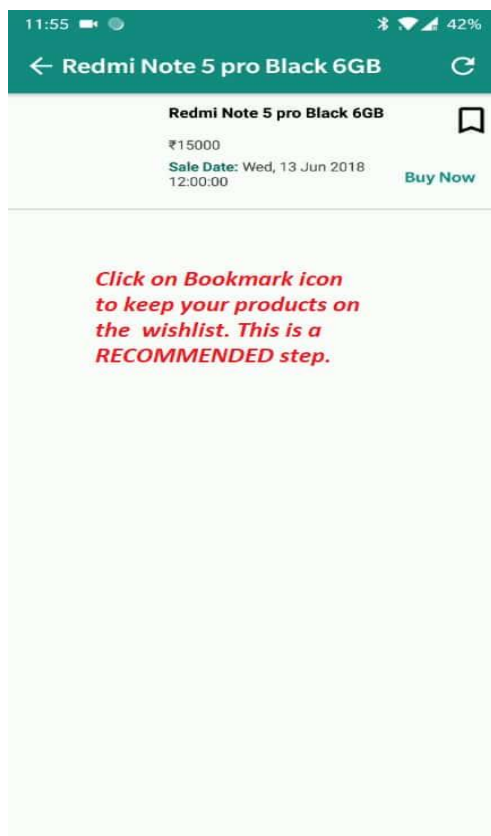 11:55 42%
Redmi Note 5 pro Black 6GB
Redmi Note 5 pro Black 6GB
₹15000
Sale Date: Wed, 13 Jun 2018
12:00:00
Buy Now
Click on Bookmark icon
to keep your products on
the wishlist. This is a
RECOMMENDED step.